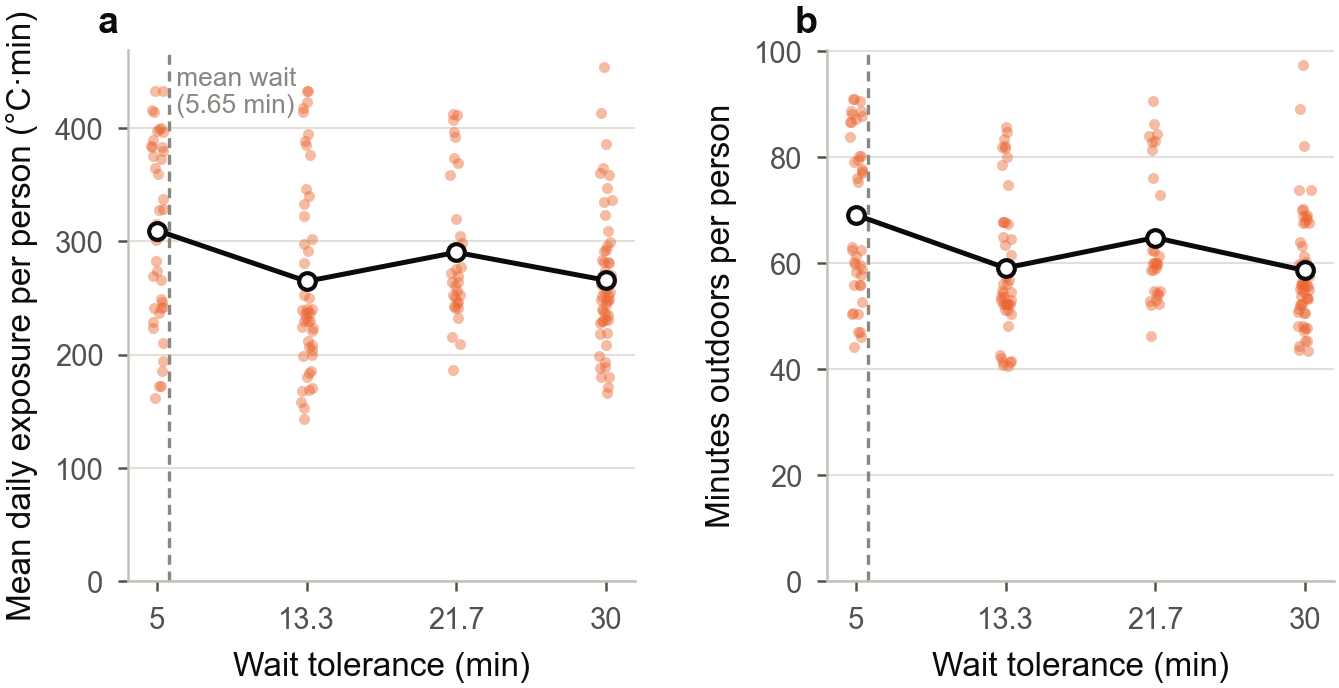 a
Mean daily exposure per person (°C·min)
400
300
200
100
0
mean wait
(5.65 min)
5
13.3
21.7
30
Wait tolerance (min)
b
Minutes outdoors per person
100
80
60
40
20
0
5
13.3
21.7
30
Wait tolerance (min)